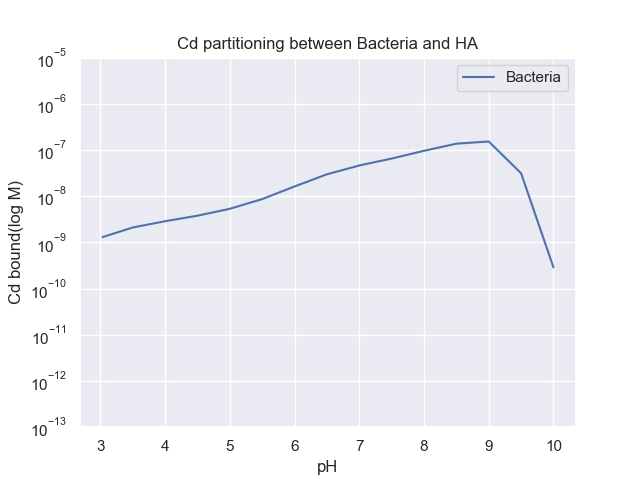 Cd partitioning between Bacteria and HA
Bacteria
Cd bound(log M)
10⁻⁵
10⁻⁶
10⁻⁷
10⁻⁸
10⁻⁹
10⁻¹⁰
10⁻¹¹
10⁻¹²
10⁻¹³
3 4 5 6 7 8 9 10
pH